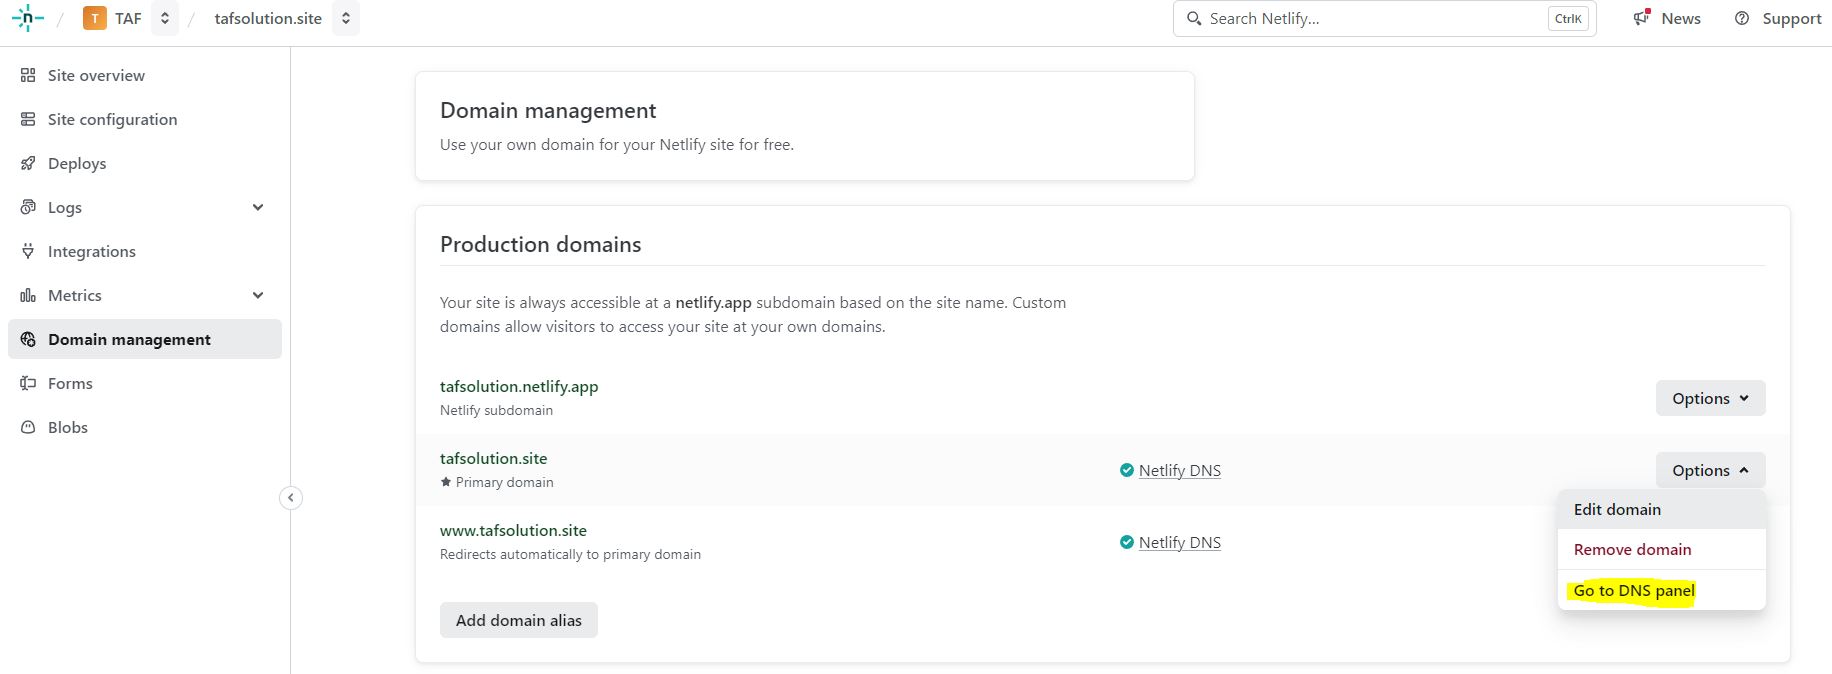 n / T TAF / tafsolution.site
Search Netlify... CtrlK
News
Support
Site overview
Site configuration
Deploys
Logs
Integrations
Metrics
Domain management
Forms
Blobs
Domain management
Use your own domain for your Netlify site for free.
Production domains
Your site is always accessible at a netlify.app subdomain based on the site name. Custom
domains allow visitors to access your site at your own domains.
tafsolution.netlify.app
Netlify subdomain
Options
tafsolution.site
★ Primary domain
Netlify DNS
Options
Edit domain
Remove domain
Go to DNS panel
www.tafsolution.site
Redirects automatically to primary domain
Netlify DNS
Add domain alias